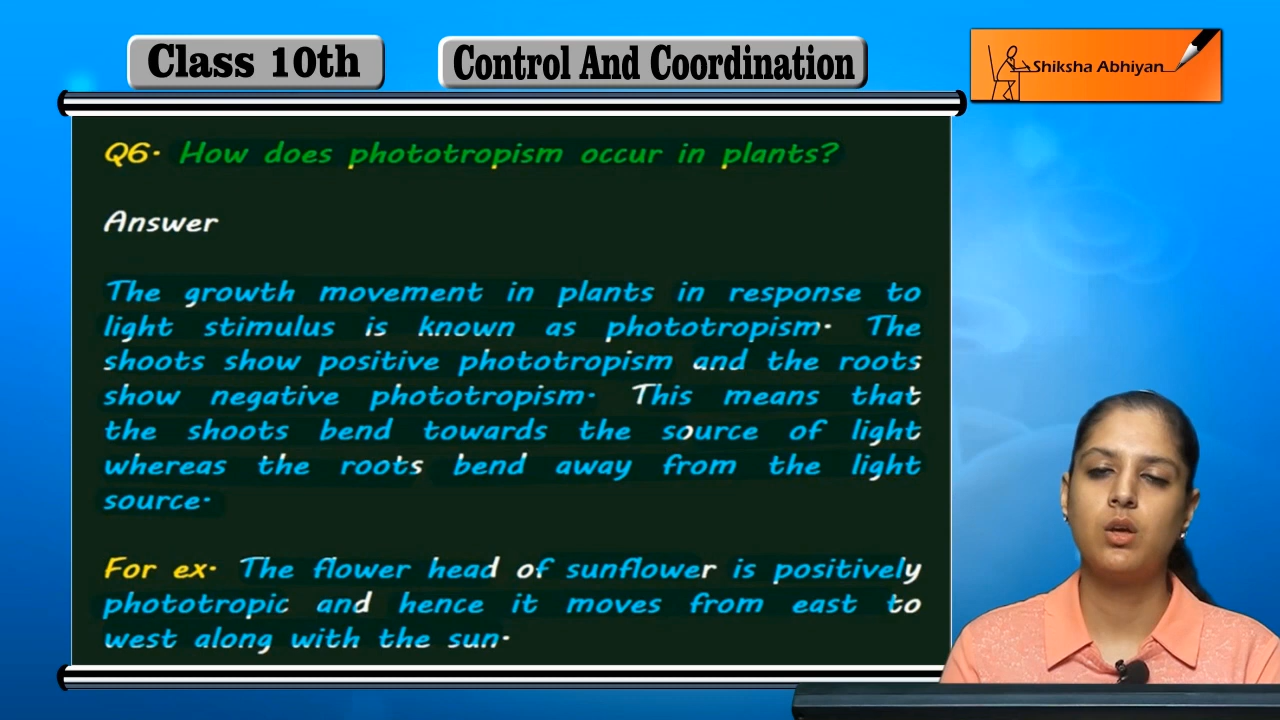 Class 10th
Control And Coordination
Shiksha Abhiyan
Q6. How does phototropism occur in plants?
Answer
The growth movement in plants in response to
light stimulus is known as phototropism. The
shoots show positive phototropism and the roots
show negative phototropism. This means that
the shoots bend towards the source of light
whereas the roots bend away from the light
source.
For ex. The flower head of sunflower is positively
phototropic and hence it moves from east to
west along with the sun.